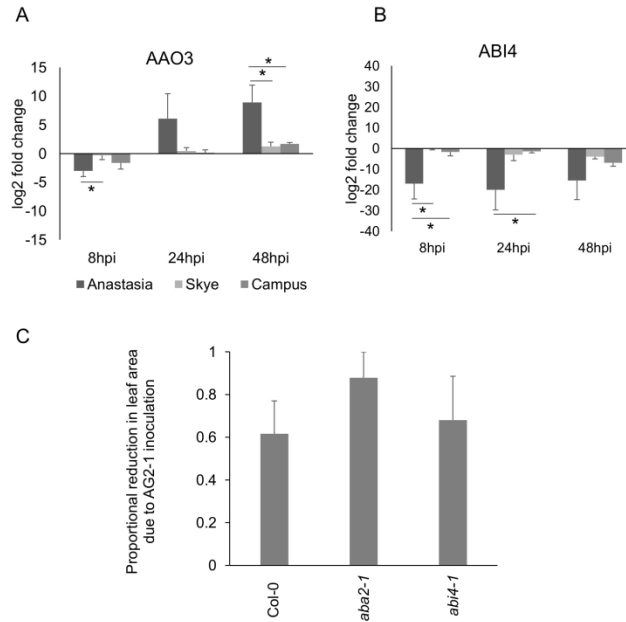 A
B
AAO3
ABI4
log2 fold change
15
10
5
0
-5
-10
-15
*
*
*
8hpi
24hpi
48hpi
log2 fold change
40
30
20
10
0
-10
-20
-30
-40
*
*
*
8hpi
24hpi
48hpi
Anastasia Skye Campus
C
Proportional reduction in leaf area
due to AG2-1 inoculation
1
0.8
0.6
0.4
0.2
0
Col-0
aba2-1
abi4-1